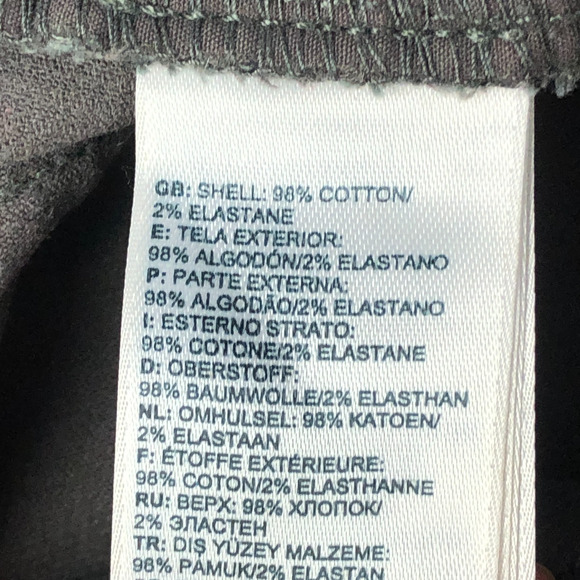 GB: SHELL: 98% COTTON/
2% ELASTANE
E: TELA EXTERIOR:
98% ALGODÓN/2% ELASTANO
P: PARTE EXTERNA:
98% ALGODÃO/2% ELASTANO
I: ESTERNO STRATO:
98% COTONE/2% ELASTANE
D: OBERSTOFF:
98% BAUMWOLLE/2% ELASTHAN
NL: OMHULSEL: 98% KATOEN/
2% ELASTAAN
F: ÉTOFFE EXTÉRIEURE:
98% COTON/2% ELASTHANNE
RU: ВЕРХ: 98% ХЛОПОК/
2% ЭЛАСТЕН
TR: DIŞ YÜZEY MALZEME:
98% PAMUK/2% ELASTAN